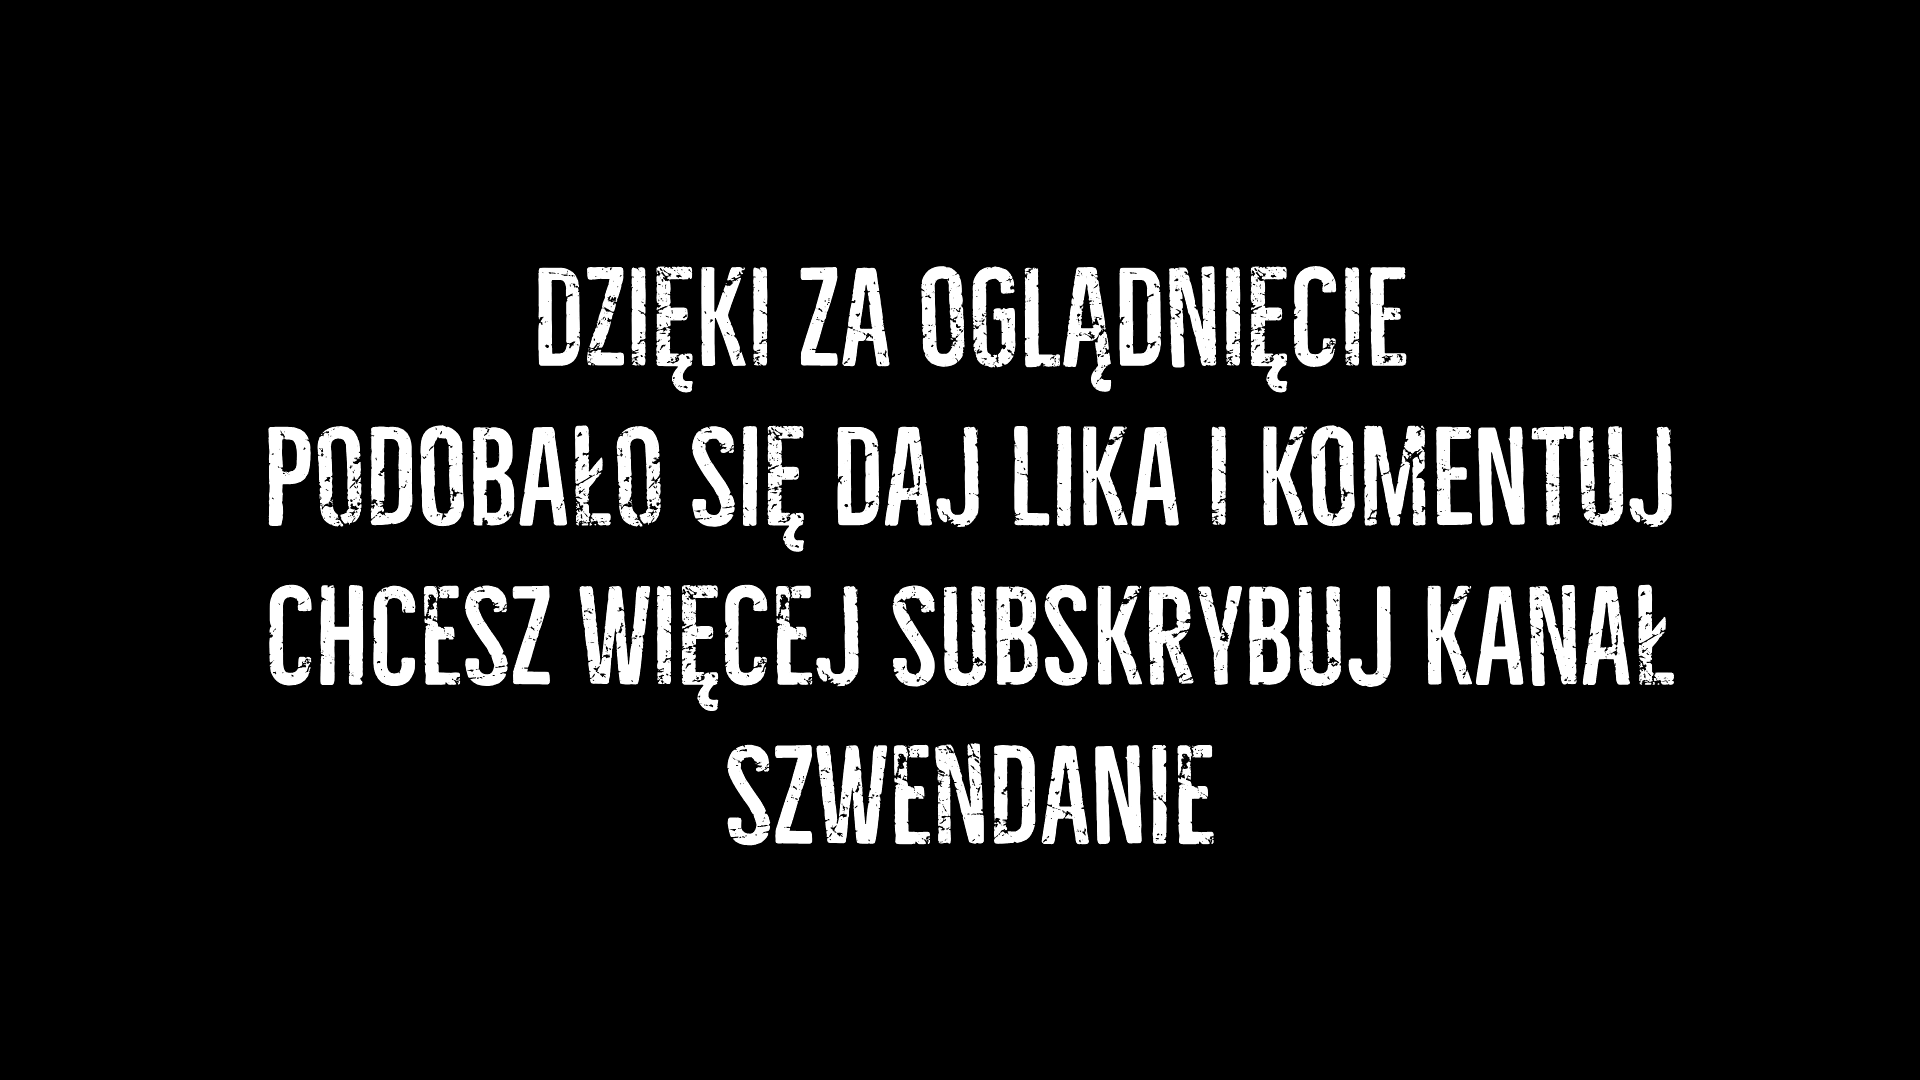 DZIĘKI ZA OGLĄDNIĘCIE
PODOBAŁO SIĘ DAJ LIKA I KOMENTUJ
CHCESZ WIĘCEJ SUBSKRYBUJ KANAŁ
SZWENDANIE